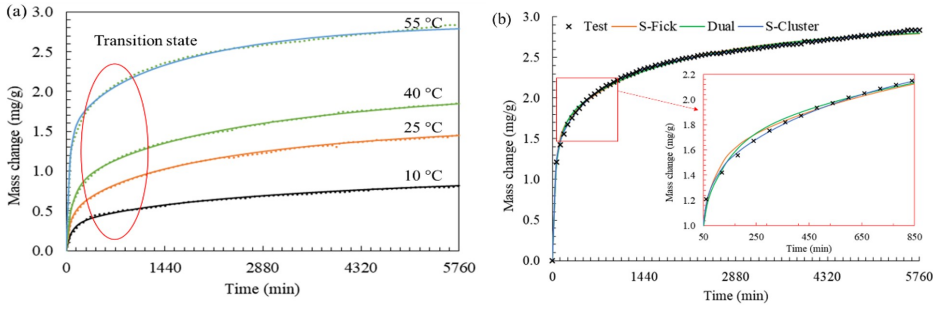 (a)
Mass change (mg/g)
3.0
2.5
2.0
1.5
1.0
0.5
0.0
Transition state
55 °C
40 °C
25 °C
10 °C
0 1440 2880 4320 5760
Time (min)
(b)
× Test S-Fick Dual S-Cluster
Mass change (mg/g)
3.0
2.5
2.0
1.5
1.0
0.5
0.0
Mass change (mg/g)
2.2
2.0
1.8
1.6
1.4
1.2
1.0
50 250 450 650 850
Time (min)
0 1440 2880 4320 5760
Time (min)